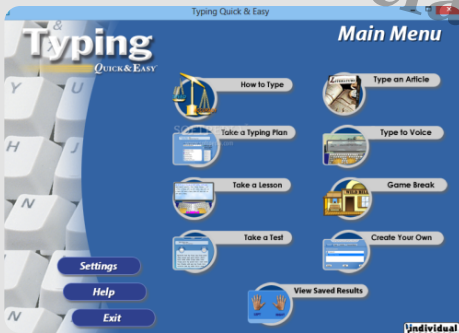 Typing Quick & Easy
Typing
QUICK & EASY
Main Menu
How to Type
Type an Article
Take a Typing Plan
Type to Voice
Take a Lesson
Game Break
Take a Test
Create Your Own
View Saved Results
Settings
Help
Exit
Y
U
H
J
N
N
individual